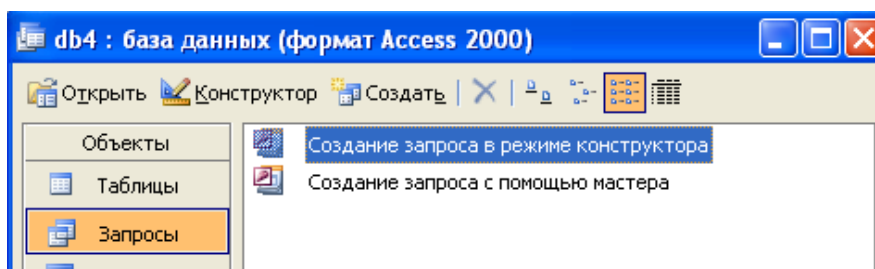 db4 : база данных (формат Access 2000)
Открыть Конструктор Создать
Объекты
Создание запроса в режиме конструктора
Таблицы
Создание запроса с помощью мастера
Запросы